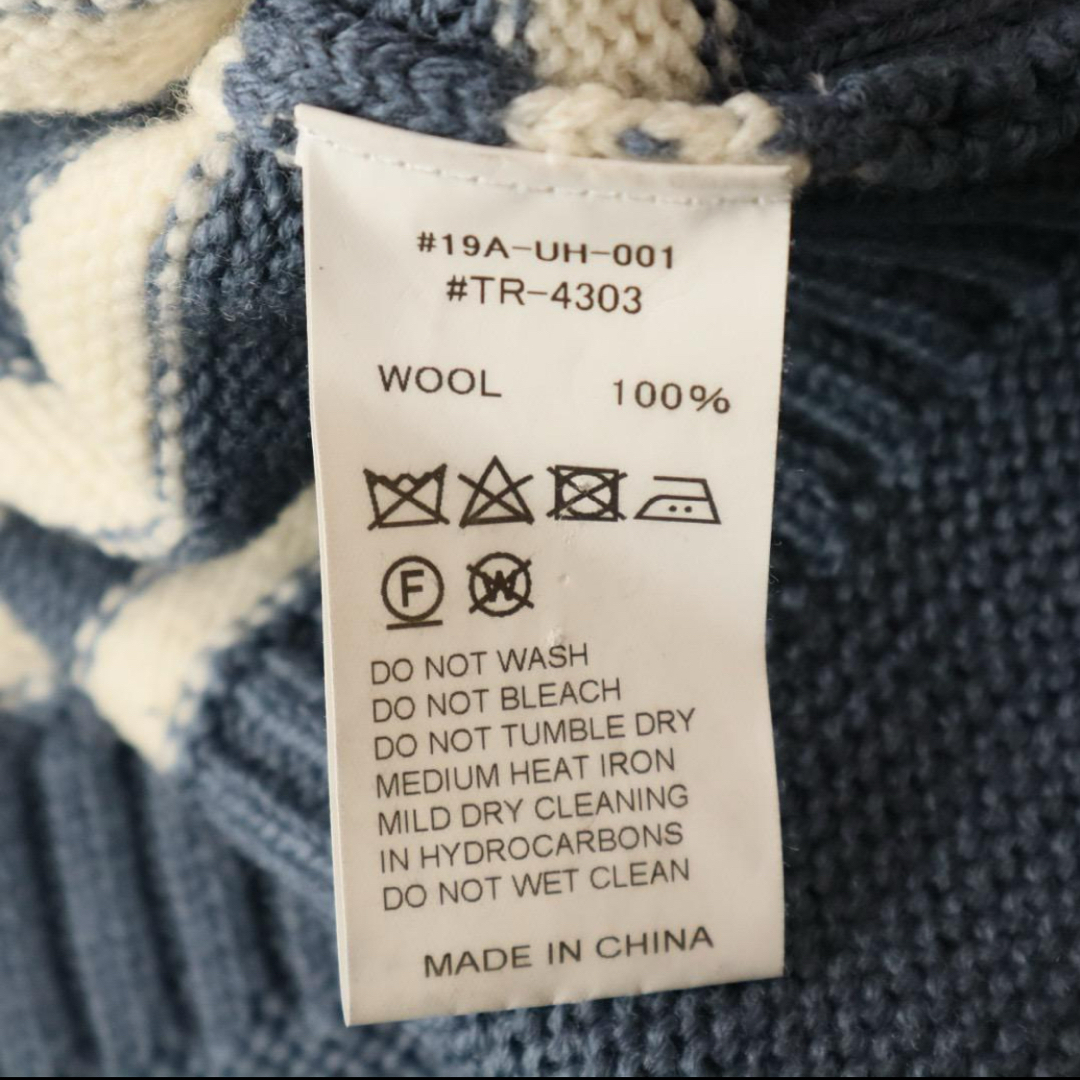 #19A-UH-001
#TR-4303
WOOL 100%
F W
DO NOT WASH
DO NOT BLEACH
DO NOT TUMBLE DRY
MEDIUM HEAT IRON
MILD DRY CLEANING
IN HYDROCARBONS
DO NOT WET CLEAN
MADE IN CHINA